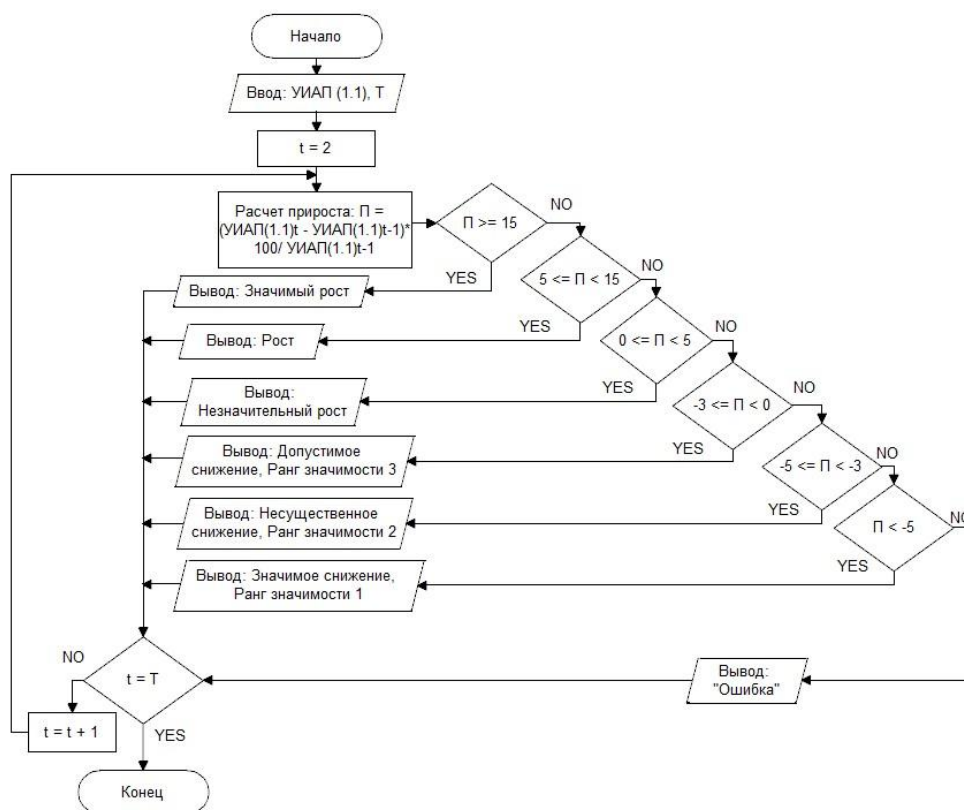 Начало
Ввод: УИАП (1.1), Т
t = 2
Расчет прироста: П =
(УИАП(1.1)t - УИАП(1.1)t-1)*
100/ УИАП(1.1)t-1
П >= 15
NO
YES
Вывод: Значимый рост
5 <= П < 15
NO
YES
Вывод: Рост
0 <= П < 5
NO
YES
Вывод:
Незначительный рост
-3 <= П < 0
NO
YES
Вывод: Допустимое
снижение, Ранг значимости 3
-5 <= П < -3
NO
YES
Вывод: Несущественное
снижение, Ранг значимости 2
П < -5
NO
YES
Вывод: Значимое снижение,
Ранг значимости 1
NO
t = T
Вывод:
"Ошибка"
t = t + 1
YES
Конец